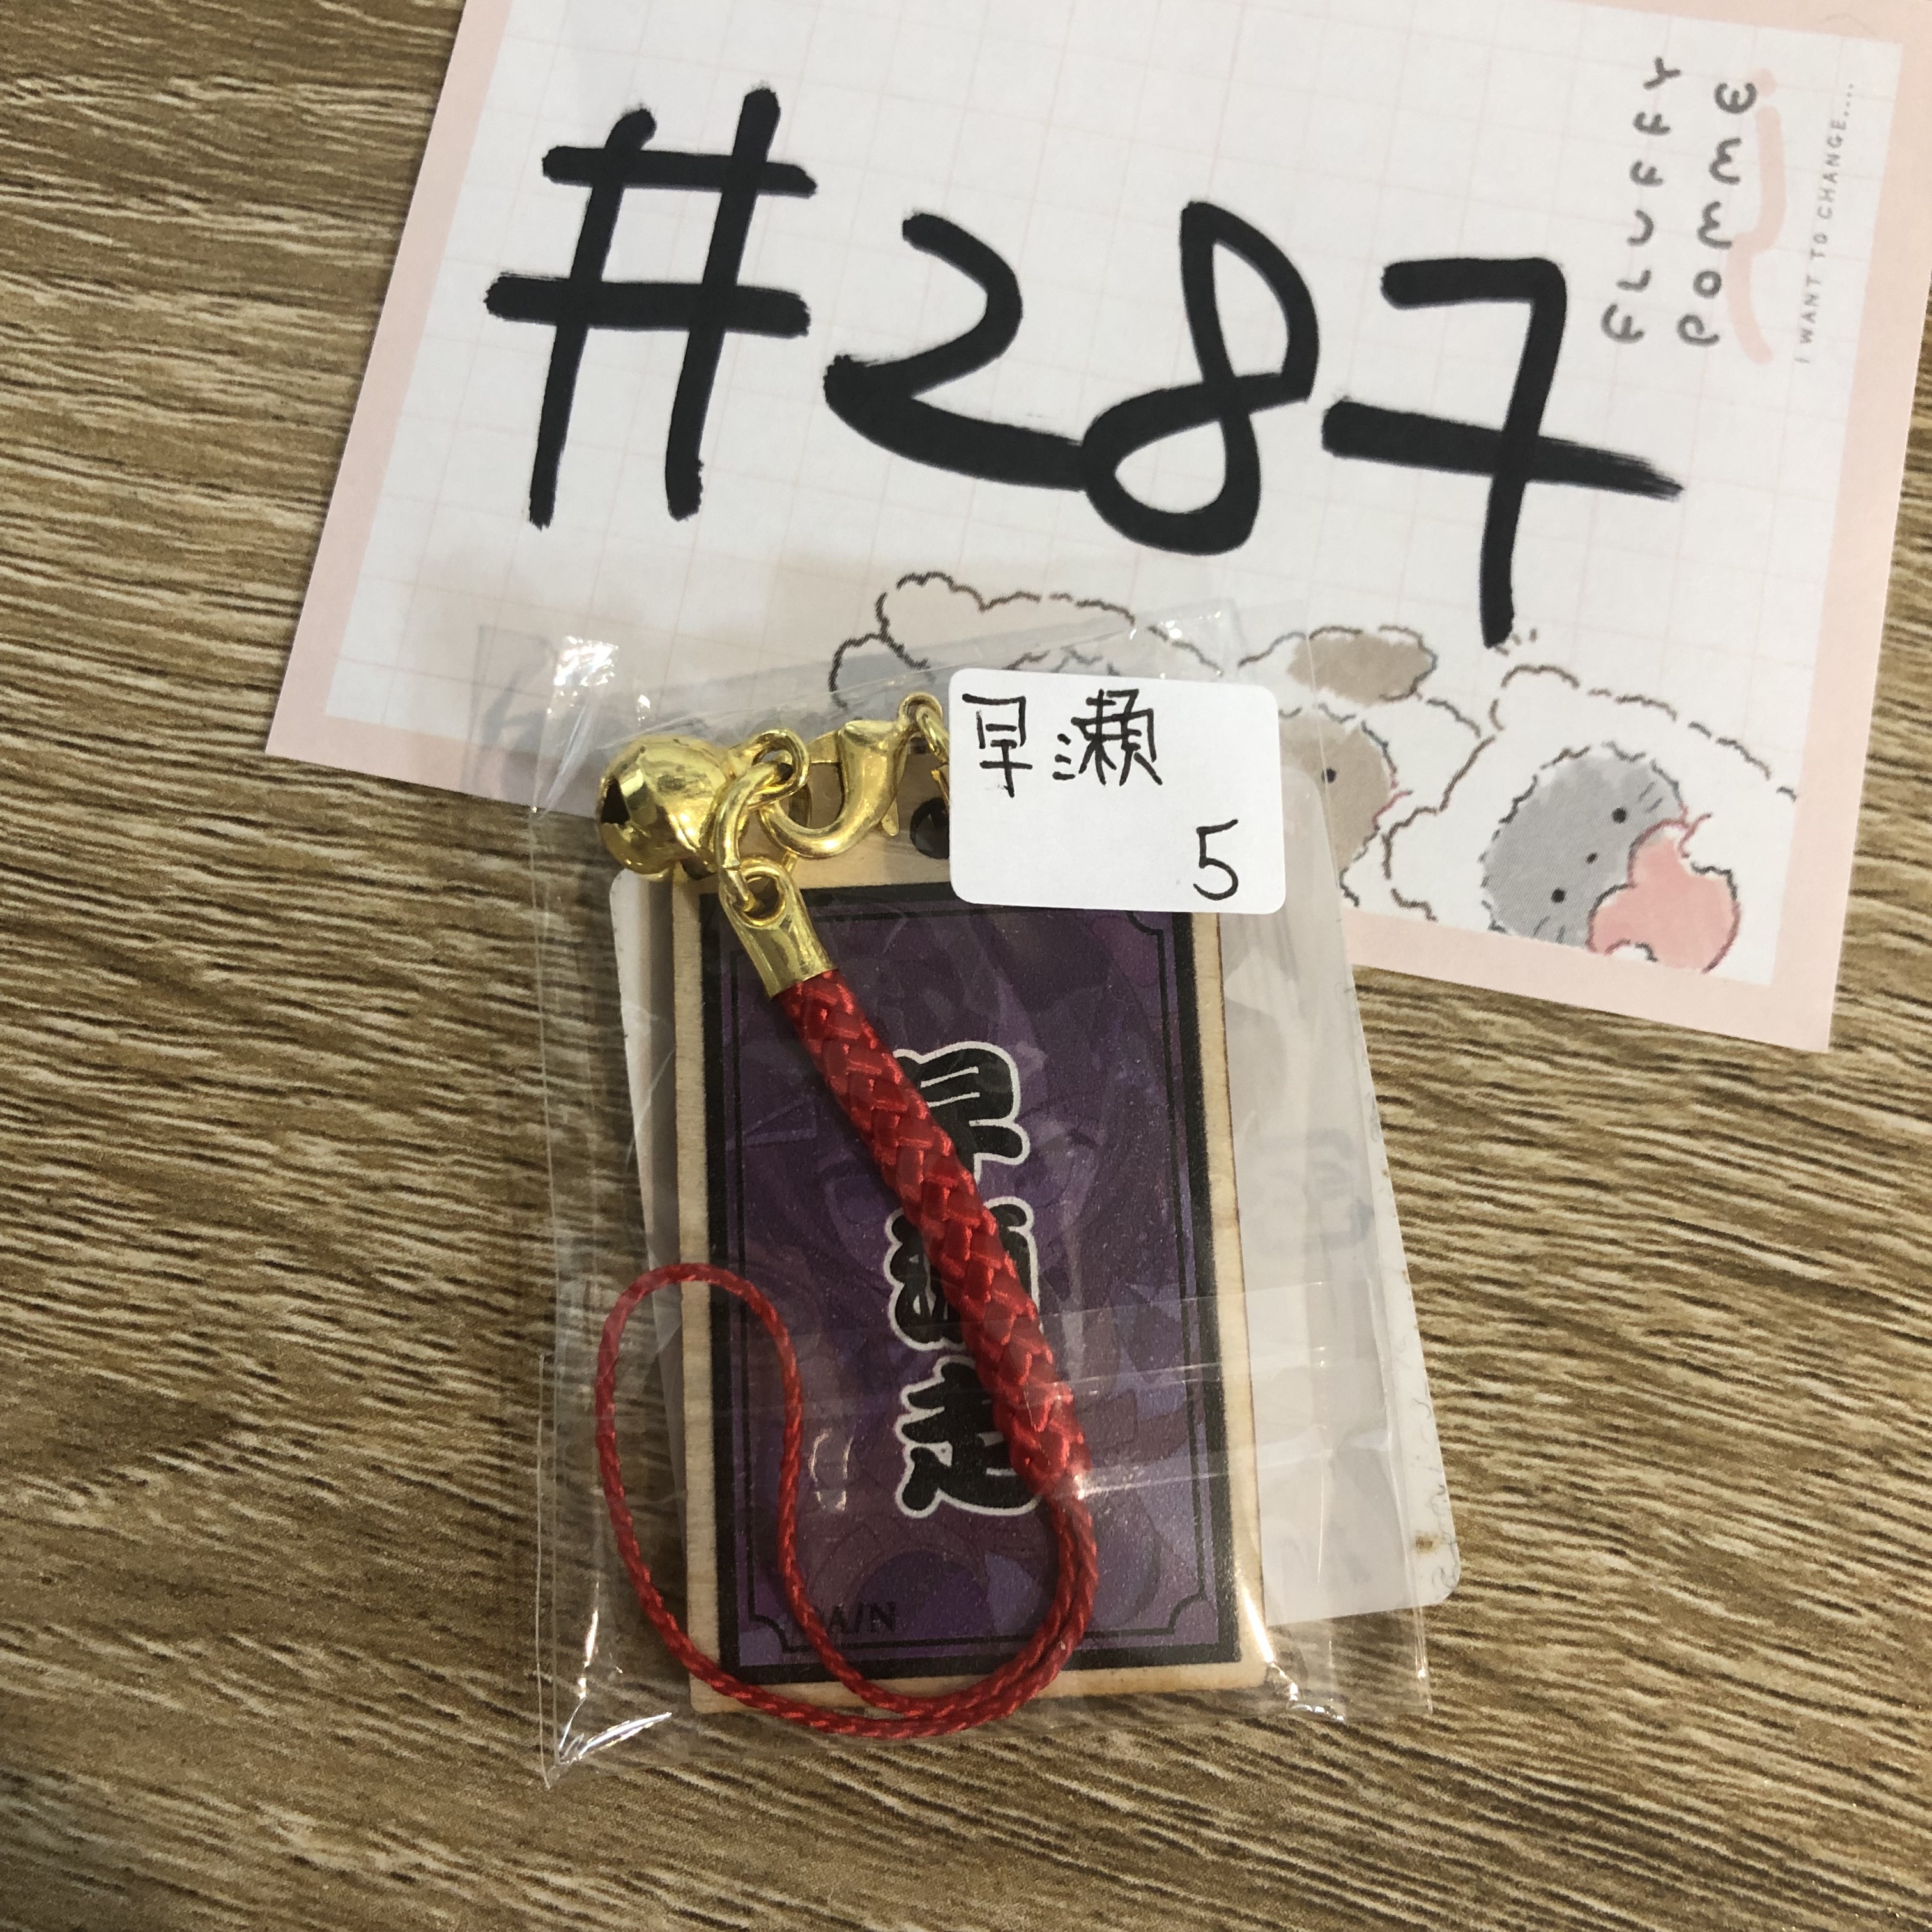 #287
FLUFFY
POMME
I WANT TO CHANGE....
早瀬
5
A/N